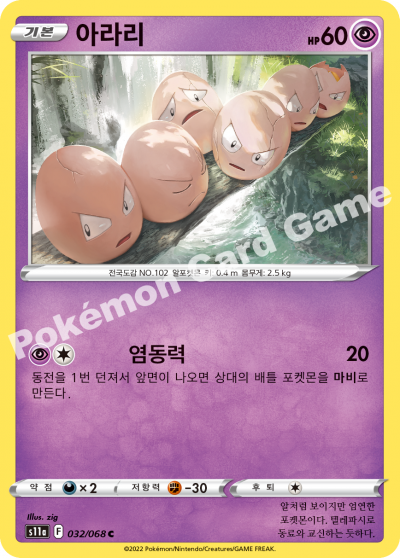 기본 아라리 HP60
전국도감 NO.102 알포켓몬 키: 0.4 m 몸무게: 2.5 kg
Pokémon Card Game
염동력 20
동전을 1번 던져서 앞면이 나오면 상대의 배틀 포켓몬을 마비로
만든다.
약점 ×2 저항력 -30 후퇴
Illus. zig
s11a F 032/068 C
알처럼 보이지만 엄연한
포켓몬이다. 텔레파시로
동료와 교신하는 듯하다.
©2022 Pokémon/Nintendo/Creatures/GAME FREAK.